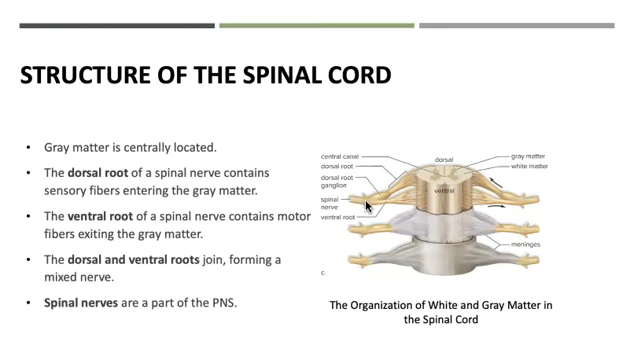 STRUCTURE OF THE SPINAL CORD
• Gray matter is centrally located.
• The dorsal root of a spinal nerve contains
sensory fibers entering the gray matter.
• The ventral root of a spinal nerve contains motor
fibers exiting the gray matter.
• The dorsal and ventral roots join, forming a
mixed nerve.
• Spinal nerves are a part of the PNS.
central canal
dorsal root
dorsal root
ganglion
spinal
nerve
ventral root
dorsal
ventral
gray matter
white matter
meninges
c.
The Organization of White and Gray Matter in
the Spinal Cord